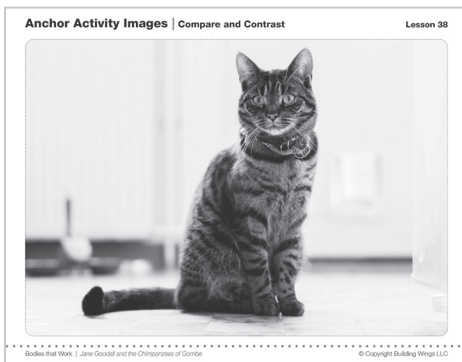 Anchor Activity Images | Compare and Contrast Lesson 38
Bodies that Work | Jane Goodall and the Chimpanzees of Gombe © Copyright Building Wings LLC